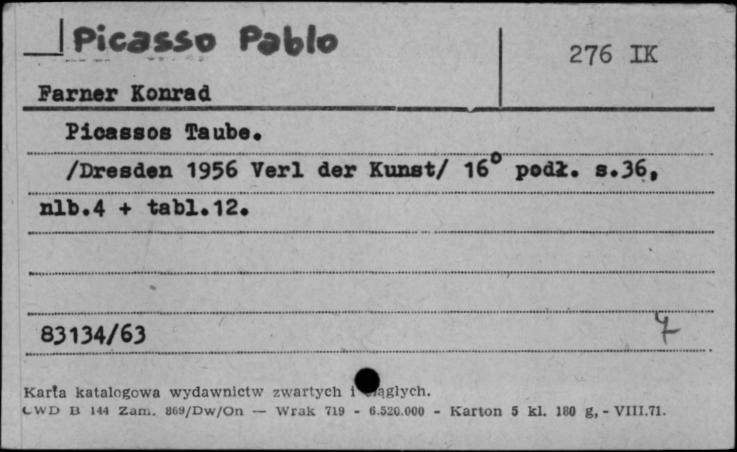 Picasso Pablo
276 IK
Farner Konrad
Picassos Taube.
/Dresden 1956 Verl der Kunst/ 16⁰ podł. s.36,
nlb.4 + tabl.12.
83134/63
7
Karta katalogowa wydawnictw zwartych i
CWD B 144 Zam. 869/Dw/On — Wrak 719 - 6.520.000 - Karton 5 kl. 180 g, - VIII.71.